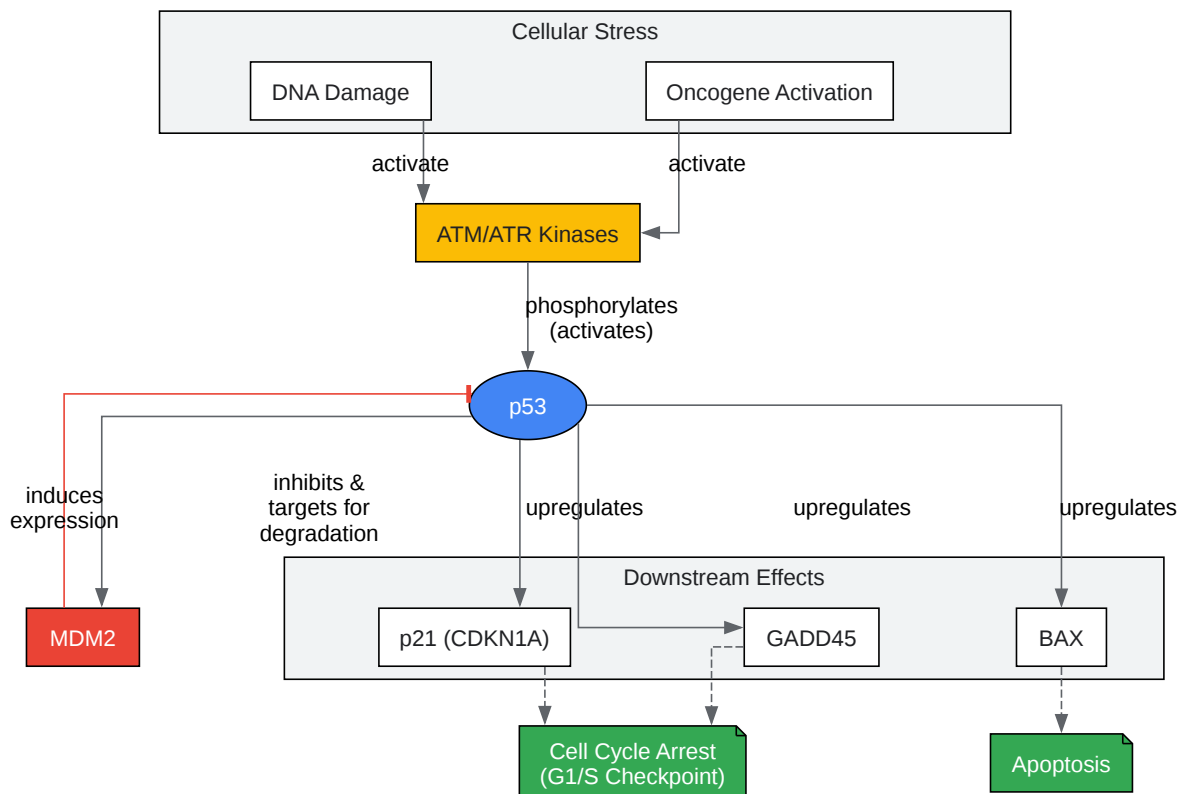 Cellular Stress
DNA Damage
Oncogene Activation
activate
activate
ATM/ATR Kinases
phosphorylates
(activates)
p53
induces
expression
inhibits &
targets for
degradation
upregulates
upregulates
upregulates
Downstream Effects
MDM2
p21 (CDKN1A)
GADD45
BAX
Cell Cycle Arrest
(G1/S Checkpoint)
Apoptosis